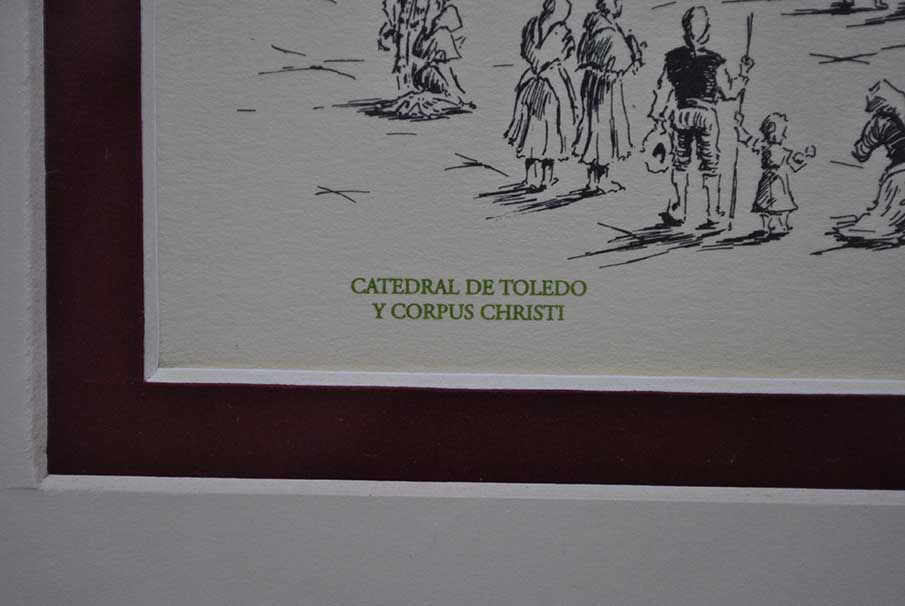 CATEDRAL DE TOLEDO
Y CORPUS CHRISTI